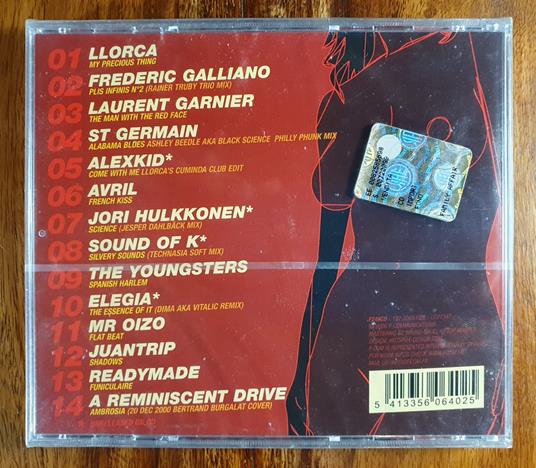 01 LLORCA
MY PRECIOUS THING
02 FREDERIC GALLIANO
PLIS INFINIS N°2 (RAINER TRUBY TRIO MIX)
03 LAURENT GARNIER
THE MAN WITH THE RED FACE
04 ST GERMAIN
ALABAMA BLUES ASHLEY BEEDLE AKA BLACK SCIENCE PHILLY PHUNK MIX
05 ALEXKID*
COME WITH ME LLORCA'S CUMINDA CLUB EDIT
06 AVRIL
FRENCH KISS
07 JORI HULKKONEN*
SCIENCE (JESPER DAHLBÄCK MIX)
08 SOUND OF K*
SILVERY SOUNDS (TECHNASIA SOFT MIX)
09 THE YOUNGSTERS
SPANISH HARLEM
10 ELEGIA*
THE ESSENCE OF IT (DIMA AKA VITALIC REMIX)
11 MR OIZO
FLAT BEAT
12 JUANTRIP
SHADOWS
13 READYMADE
FUNICULAIRE
14 A REMINISCENT DRIVE
AMBROSIA (20 DEC 2000 BERTRAND BURGALAT COVER)
FAMILY AFFAIR
5 413356 064025